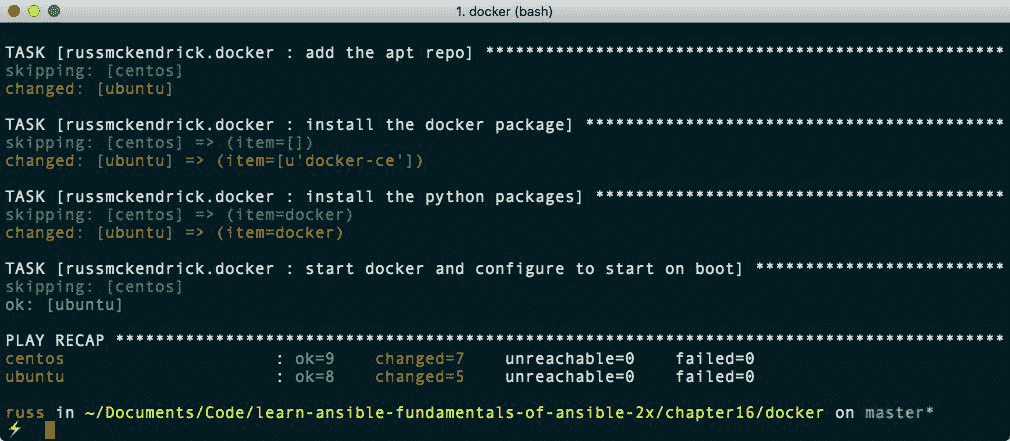 1. docker (bash)
TASK [russmckendrick.docker : add the apt repo] ****************************************************
skipping: [centos]
changed: [ubuntu]
TASK [russmckendrick.docker : install the docker package] ******************************************
skipping: [centos] => (item=[])
changed: [ubuntu] => (item=[u'docker-ce'])
TASK [russmckendrick.docker : install the python packages] *****************************************
skipping: [centos] => (item=docker)
changed: [ubuntu] => (item=docker)
TASK [russmckendrick.docker : start docker and configure to start on boot] *************************
skipping: [centos]
ok: [ubuntu]
PLAY RECAP *****************************************************************************************
centos : ok=9 changed=7 unreachable=0 failed=0
ubuntu : ok=8 changed=5 unreachable=0 failed=0
russ in ~/Documents/Code/learn-ansible-fundamentals-of-ansible-2x/chapter16/docker on master*
⚡